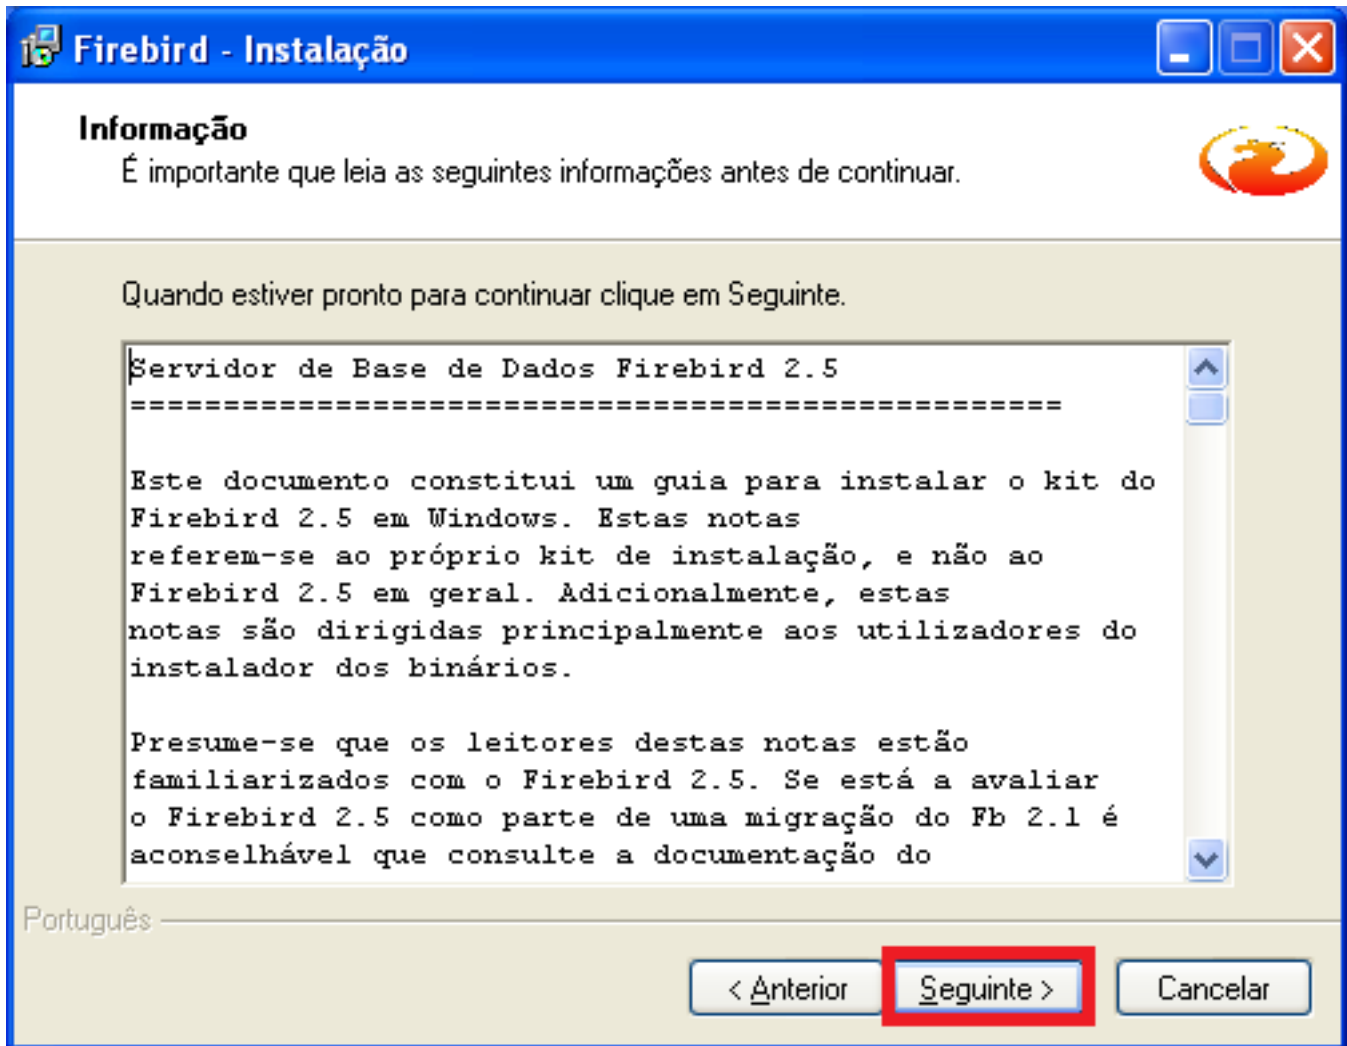 Firebird - Instalação
Informação
É importante que leia as seguintes informações antes de continuar.
Quando estiver pronto para continuar clique em Seguinte.
Servidor de Base de Dados Firebird 2.5
==================================================
Este documento constitui um guia para instalar o kit do
Firebird 2.5 em Windows. Estas notas
referem-se ao próprio kit de instalação, e não ao
Firebird 2.5 em geral. Adicionalmente, estas
notas são dirigidas principalmente aos utilizadores do
instalador dos binários.
Presume-se que os leitores destas notas estão
familiarizados com o Firebird 2.5. Se está a avaliar
o Firebird 2.5 como parte de uma migração do Fb 2.1 é
aconselhável que consulte a documentação do
Português
< Anterior
Seguinte >
Cancelar